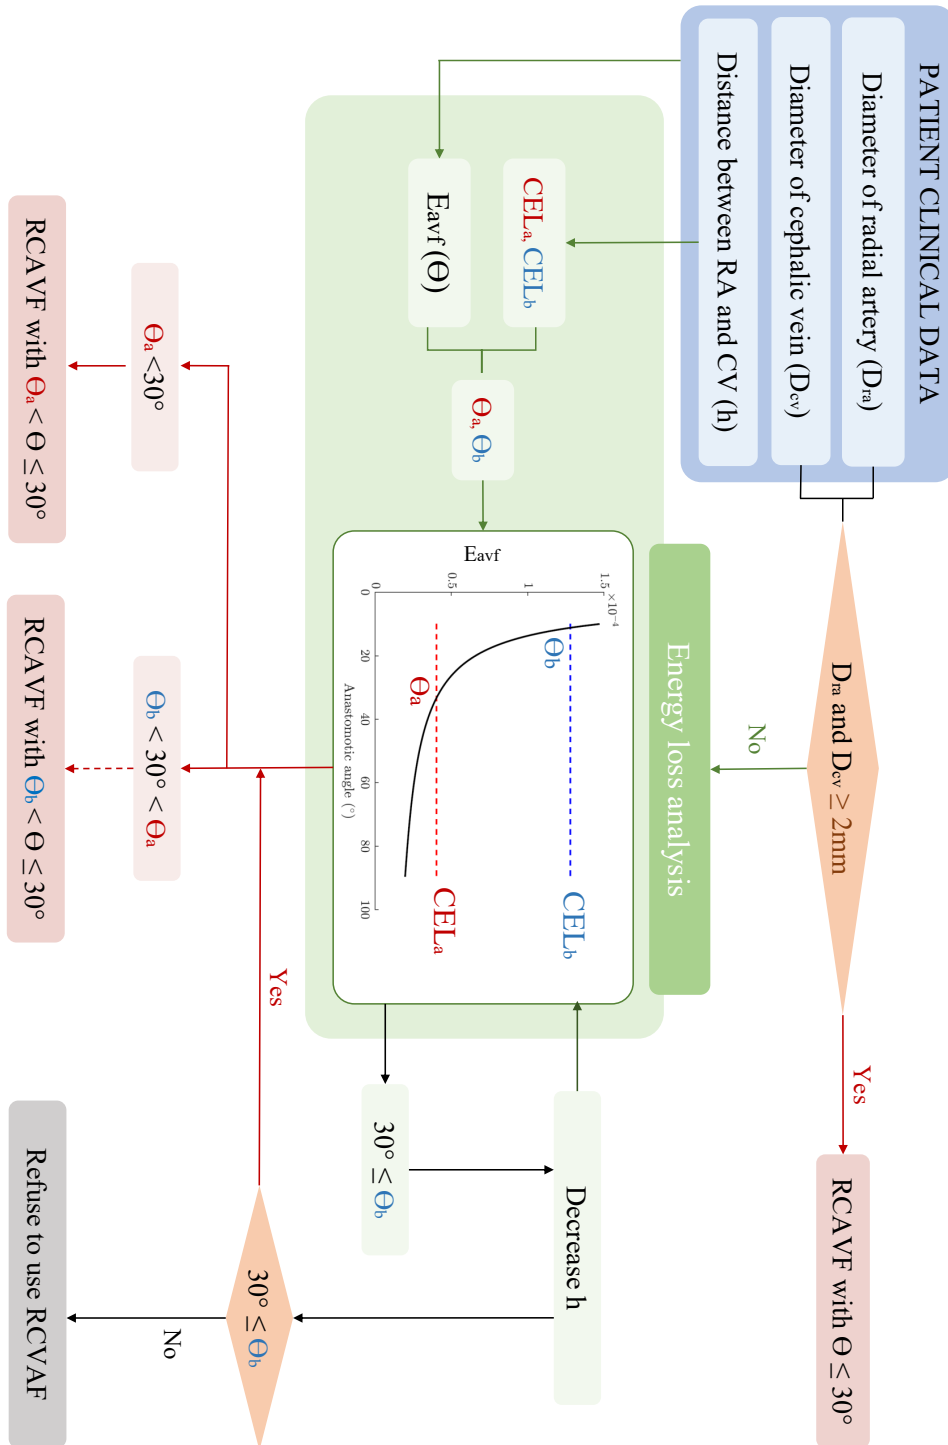 PATIENT CLINICAL DATA
Diameter of radial artery (Dra)
Diameter of cephalic vein (Dcv)
Distance between RA and CV (h)
Dra and Dcv ≥ 2mm
Yes
RCAVF with Θ ≤ 30°
No
Energy loss analysis
CELa, CELb
Eavf (Θ)
Θa, Θb
Eavf
1.5 ×10⁻⁴
1
0.5
0
0
20
40
60
80
100
Anastomotic angle (°)
Θb
Θa
CELb
CELa
Decrease h
30° ≤ Θb
30° ≤ Θb
Yes
No
Θa <30°
Θb < 30° < Θa
RCAVF with Θa < Θ ≤ 30°
RCAVF with Θb < Θ ≤ 30°
Refuse to use RCVAF